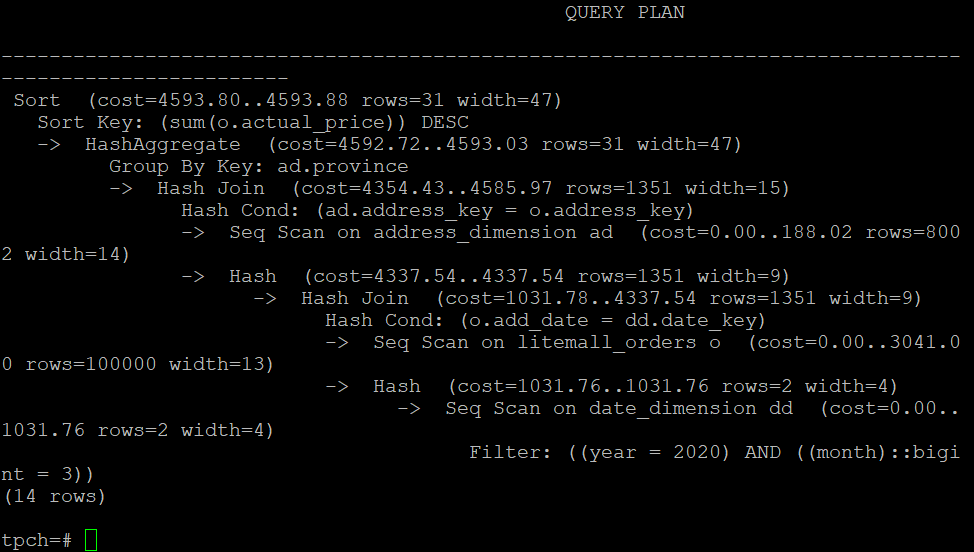 QUERY PLAN
--------------------------------------------------------------------------------
------------------------
Sort  (cost=4593.80..4593.88 rows=31 width=47)
Sort Key: (sum(o.actual_price)) DESC
->  HashAggregate  (cost=4592.72..4593.03 rows=31 width=47)
Group By Key: ad.province
->  Hash Join  (cost=4354.43..4585.97 rows=1351 width=15)
Hash Cond: (ad.address_key = o.address_key)
->  Seq Scan on address_dimension ad  (cost=0.00..188.02 rows=800
2 width=14)
->  Hash  (cost=4337.54..4337.54 rows=1351 width=9)
->  Hash Join  (cost=1031.78..4337.54 rows=1351 width=9)
Hash Cond: (o.add_date = dd.date_key)
->  Seq Scan on litemall_orders o  (cost=0.00..3041.0
0 rows=100000 width=13)
->  Hash  (cost=1031.76..1031.76 rows=2 width=4)
->  Seq Scan on date_dimension dd  (cost=0.00..
1031.76 rows=2 width=4)
Filter: ((year = 2020) AND ((month)::bigi
nt = 3))
(14 rows)
tpch=#